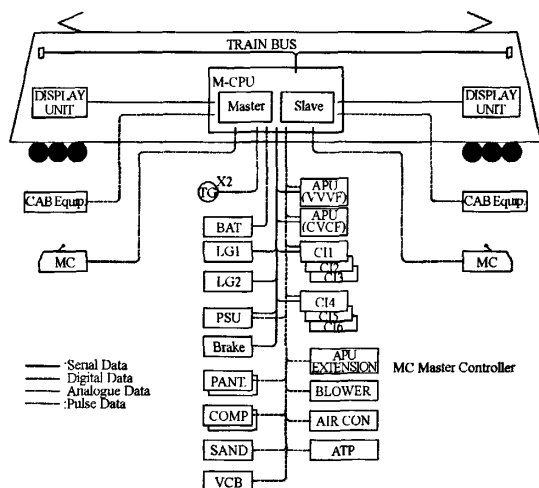 TRAIN BUS
M-CPU
Master
Slave
DISPLAY
UNIT
DISPLAY
UNIT
CAB Equip.
CAB Equip.
MC
MC
X2
TG
BAT
LG1
LG2
PSU
Brake
PANT.
COMP
SAND
VCB
APU
(VVVF)
APU
(CVCF)
CI1
CI2
CI3
CI4
CI5
CI6
APU
EXTENSION
BLOWER
AIR CON
ATP
MC Master Controller
:Serial Data
:Digital Data
:Analogue Data
:Pulse Data